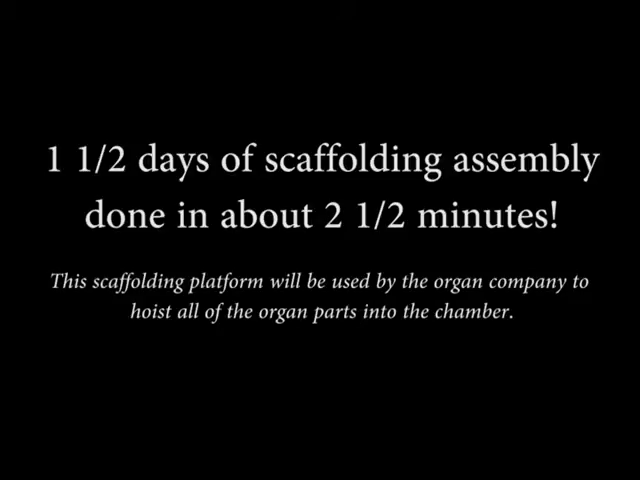 1 1/2 days of scaffolding assembly
done in about 2 1/2 minutes!
This scaffolding platform will be used by the organ company to
hoist all of the organ parts into the chamber.